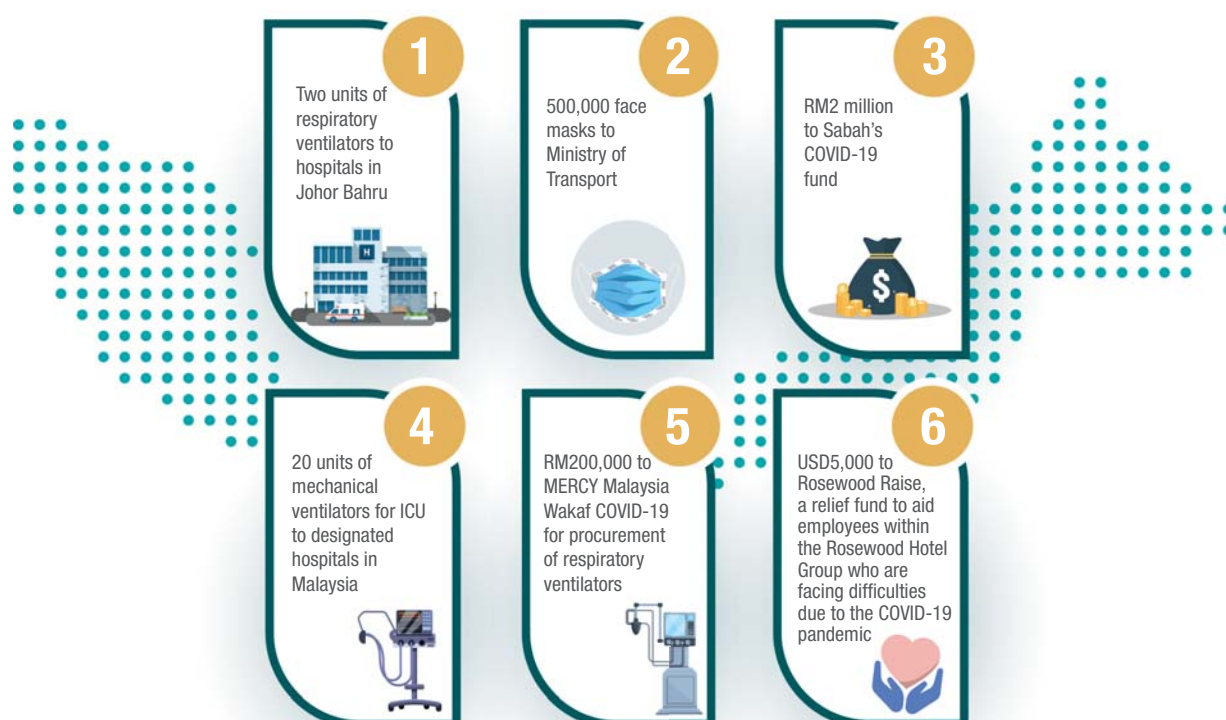 1
Two units of
respiratory
ventilators to
hospitals in
Johor Bahru
H
2
500,000 face
masks to
Ministry of
Transport
3
RM2 million
to Sabah's
COVID-19
fund
$
4
20 units of
mechanical
ventilators for ICU
to designated
hospitals in
Malaysia
5
RM200,000 to
MERCY Malaysia
Wakaf COVID-19
for procurement
of respiratory
ventilators
6
USD5,000 to
Rosewood Raise,
a relief fund to aid
employees within
the Rosewood Hotel
Group who are
facing difficulties
due to the COVID-19
pandemic